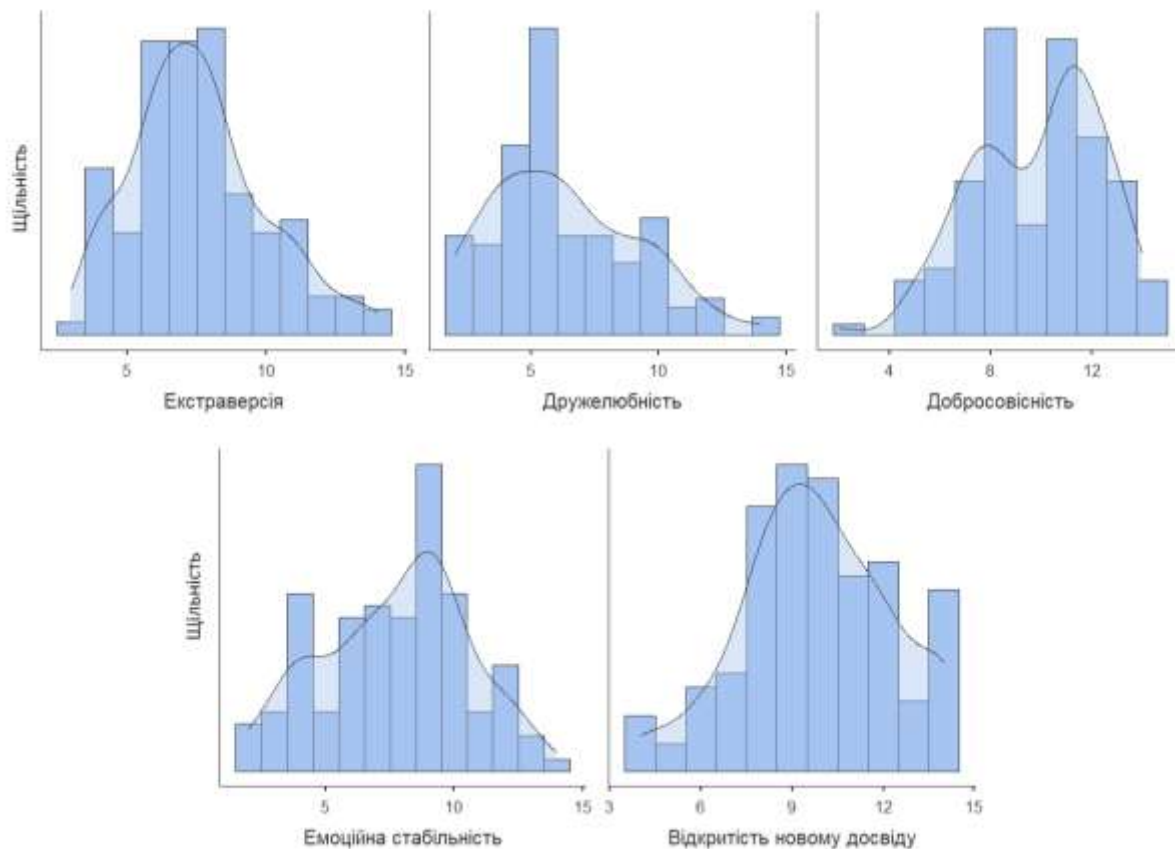 Щільність
5 10 15
Екстраверсія
5 10 15
Дружелюбність
4 8 12
Добросовісність
Щільність
5 10 15
Емоційна стабільність
3 6 9 12 15
Відкритість новому досвіду